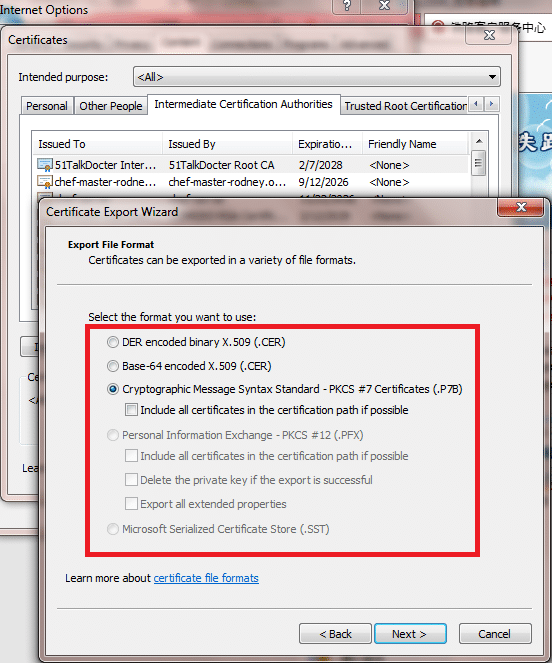 Internet Options
Certificates
Intended purpose:
<All>
Personal
Other People
Intermediate Certification Authorities
Trusted Root Certification
Issued To
Issued By
Expiratio...
Friendly Name
51TalkDocter Inter...
51TalkDocter Root CA
2/7/2028
<None>
chef-master-rodney...
chef-master-rodney.o...
9/12/2026
<None>
Certificate Export Wizard
Export File Format
Certificates can be exported in a variety of file formats.
Select the format you want to use:
DER encoded binary X.509 (.CER)
Base-64 encoded X.509 (.CER)
Cryptographic Message Syntax Standard - PKCS #7 Certificates (.P7B)
Include all certificates in the certification path if possible
Personal Information Exchange - PKCS #12 (.PFX)
Include all certificates in the certification path if possible
Delete the private key if the export is successful
Export all extended properties
Microsoft Serialized Certificate Store (.SST)
Learn more about certificate file formats
< Back
Next >
Cancel